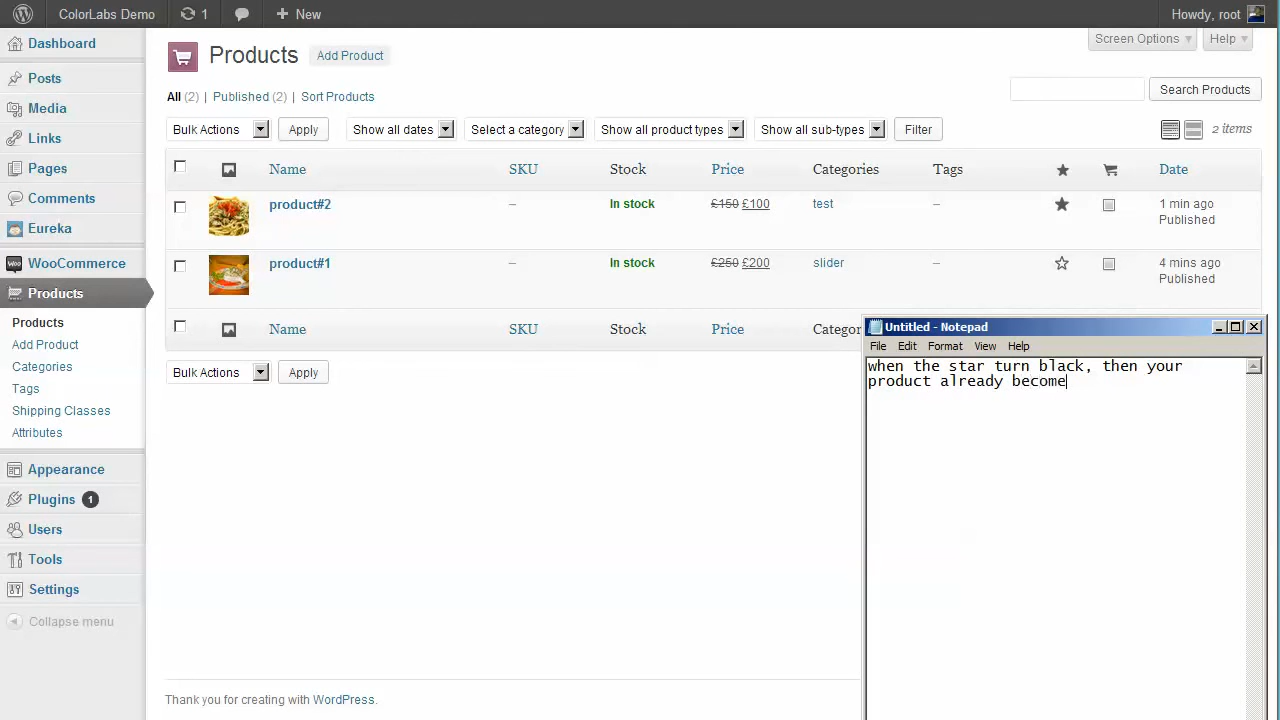 ColorLabs Demo 1 New Howdy, root
Dashboard
Posts
Media
Links
Pages
Comments
Eureka
WooCommerce
Products
Products
Add Product
Categories
Tags
Shipping Classes
Attributes
Appearance
Plugins 1
Users
Tools
Settings
Collapse menu
Screen Options Help
Products Add Product
All (2) | Published (2) | Sort Products
Search Products
Bulk Actions Apply Show all dates Select a category Show all product types Show all sub-types Filter 2 items
Name SKU Stock Price Categories Tags Date
product#2 – In stock £150 £100 test – 1 min ago
Published
product#1 – In stock £250 £200 slider – 4 mins ago
Published
Name SKU Stock Price Categor
Bulk Actions Apply
Untitled - Notepad
File Edit Format View Help
when the star turn black, then your
product already become
Thank you for creating with WordPress.